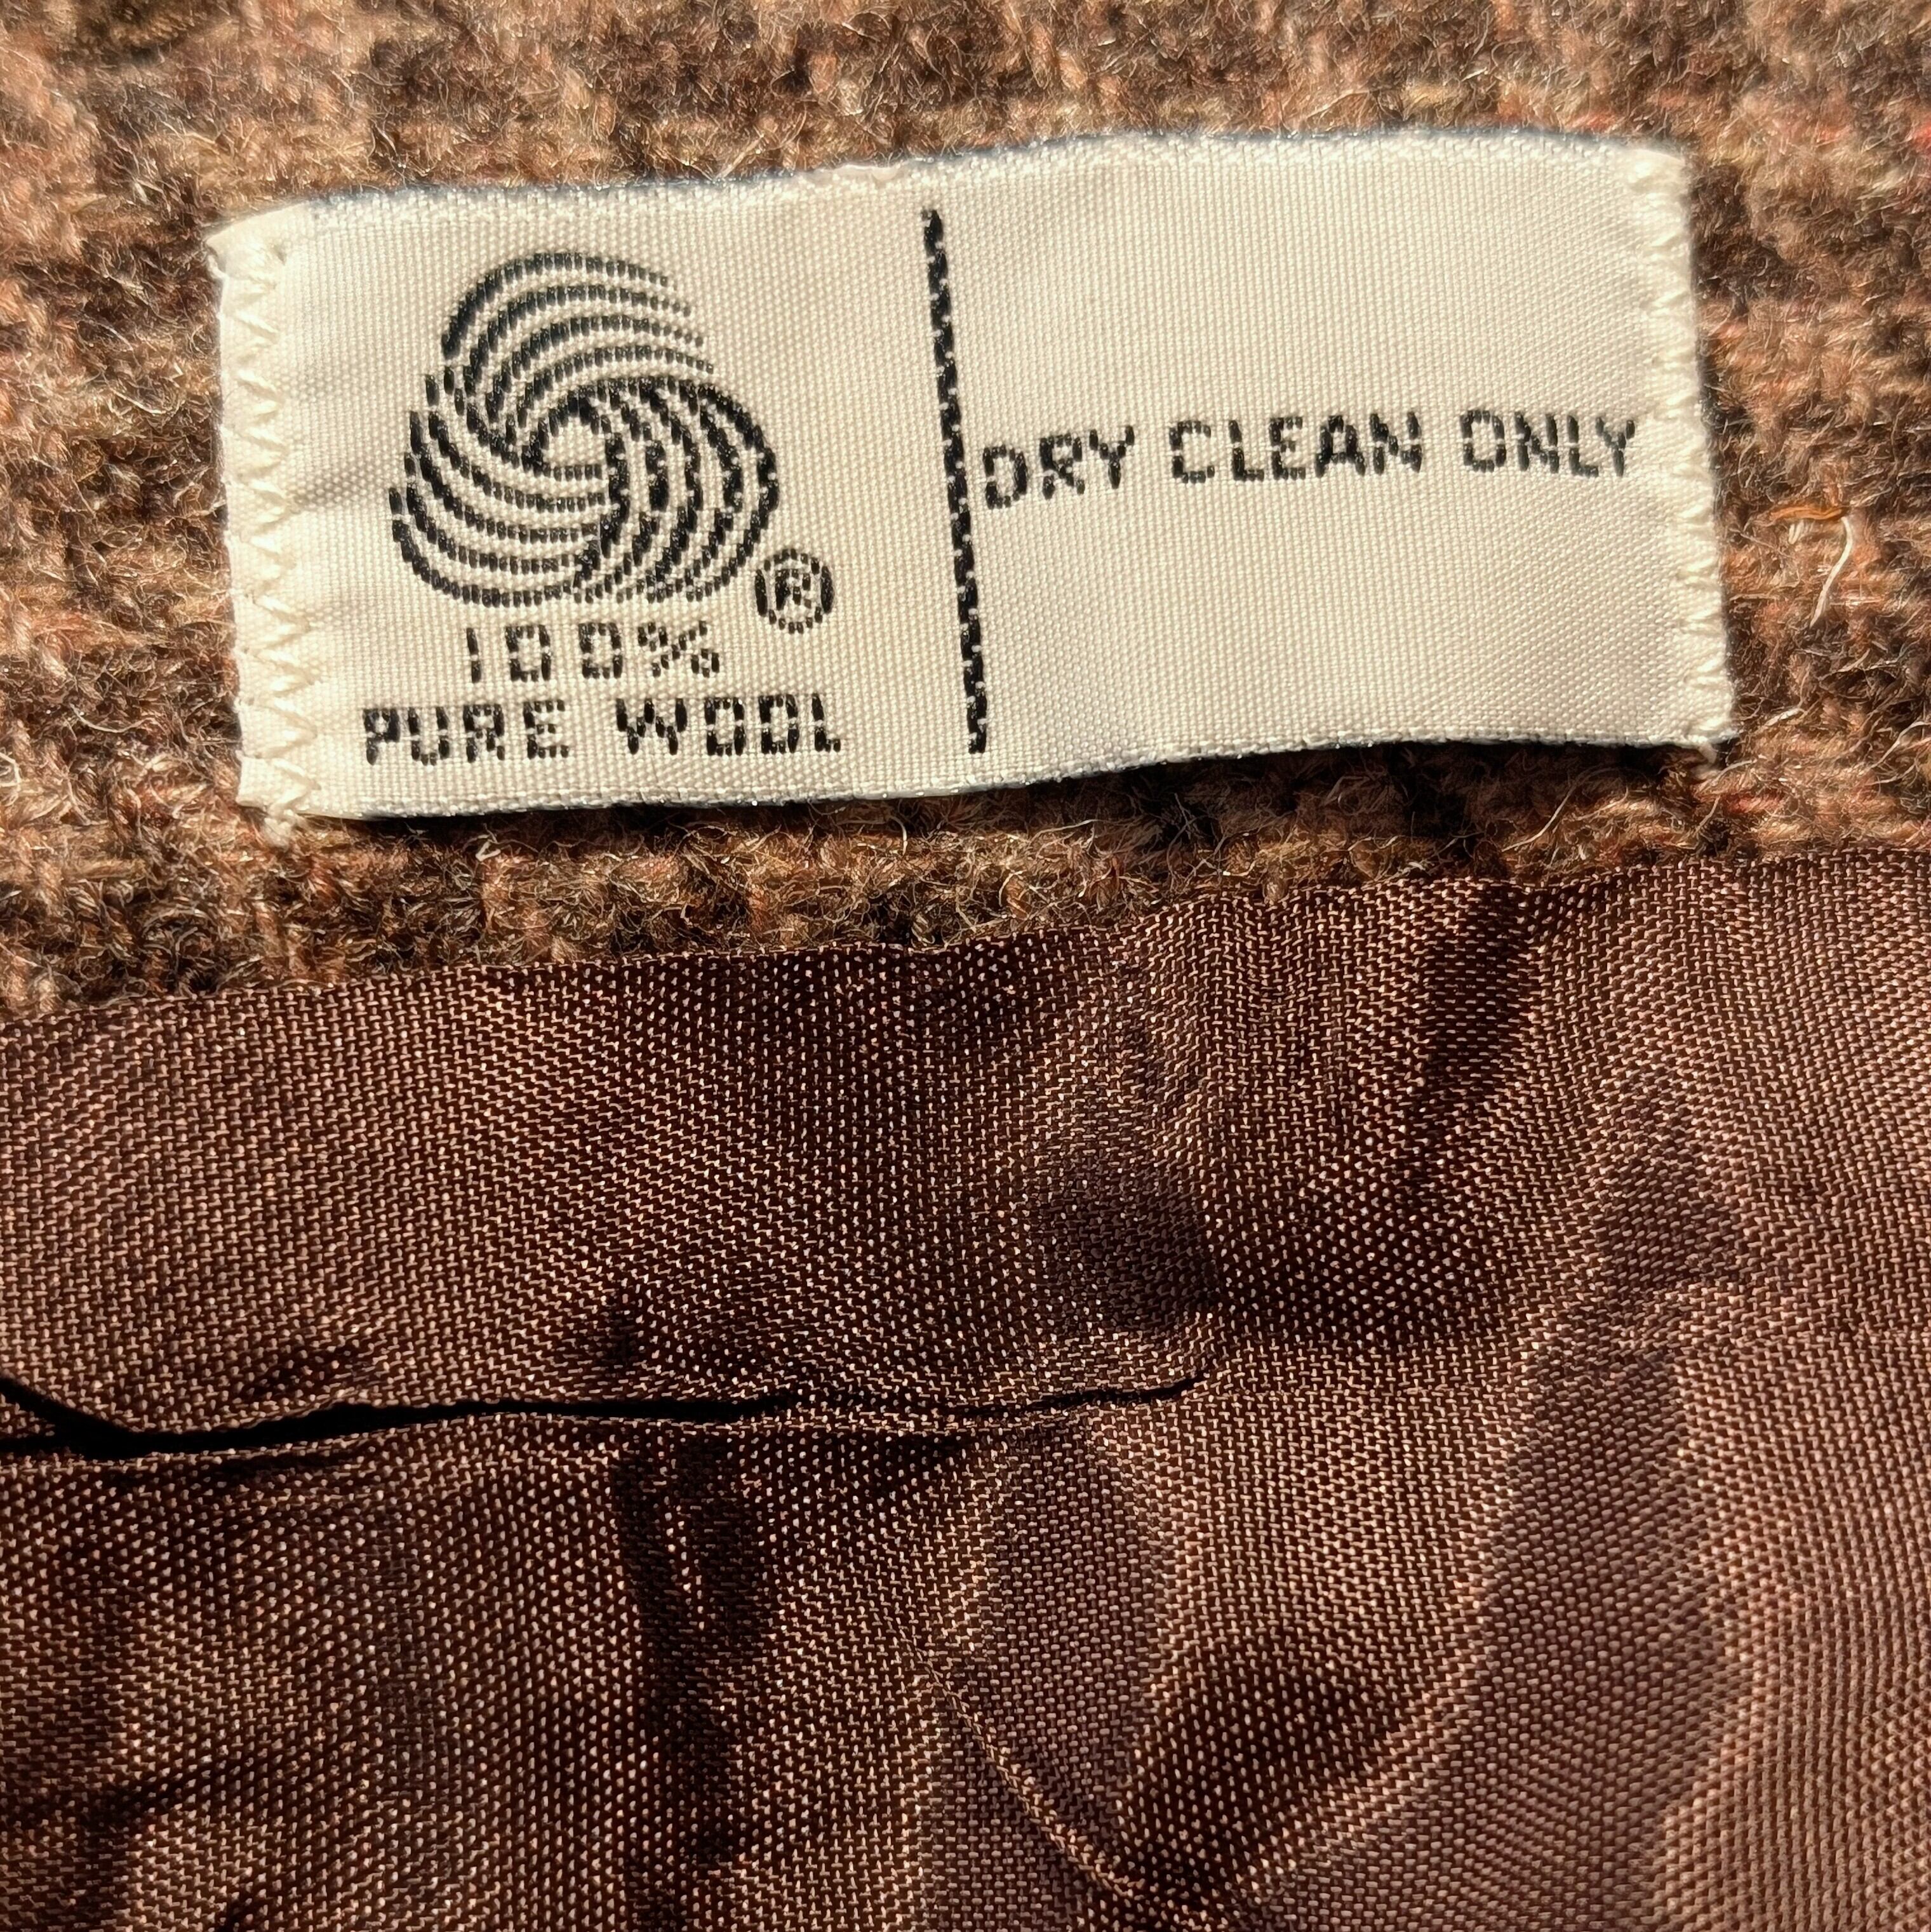 ®
100%
PURE WOOL
DRY CLEAN ONLY